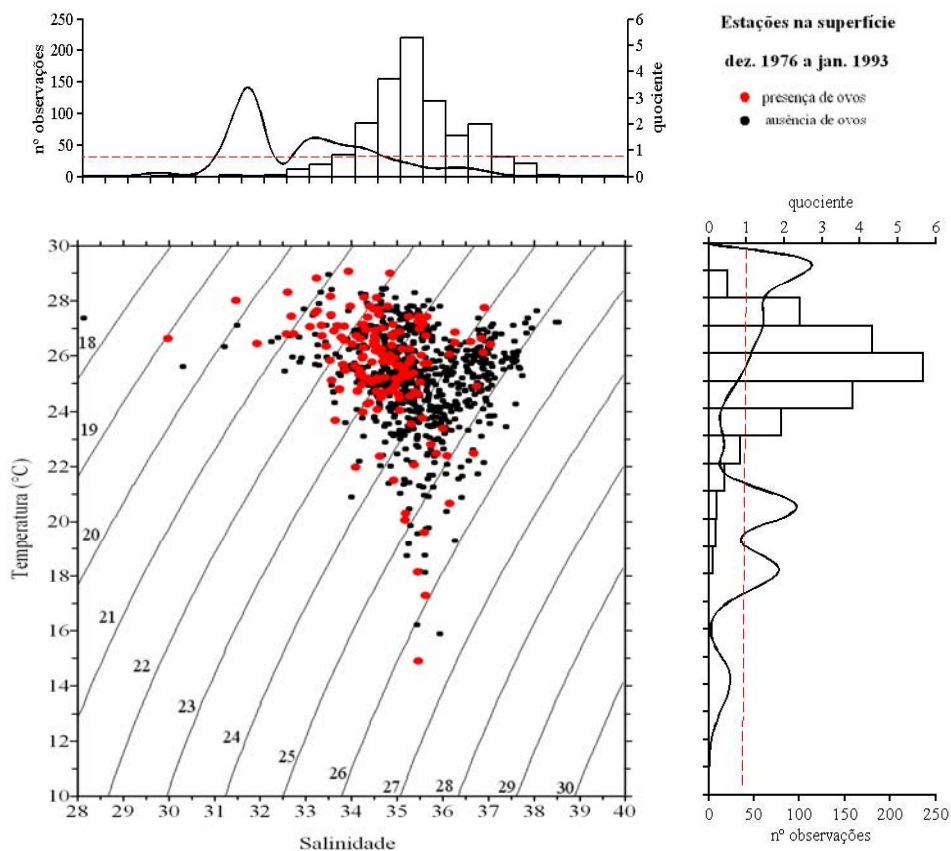 250
200
150
100
50
0
nº observações
6
5
4
3
2
1
0
quociente
Estações na superfície
dez. 1976 a jan. 1993
presença de ovos
ausência de ovos
30
28
26
24
22
20
18
16
14
12
10
Temperatura (°C)
18
19
20
21
22
23
24
25
26
27
28
29
30
28 29 30 31 32 33 34 35 35 37 38 39 40
Salinidade
quociente
0 1 2 3 4 5 6
0 50 100 150 200 250
nº observações